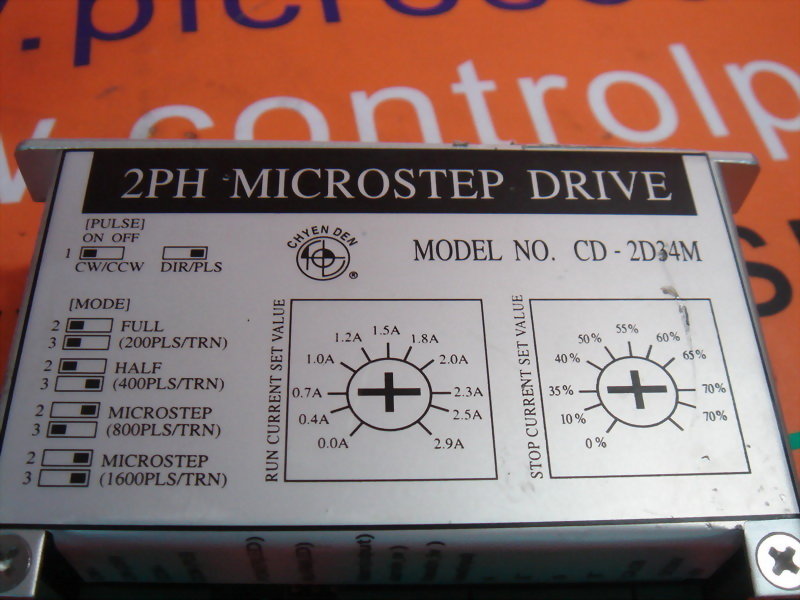 .picroso
w.controlp
2PH MICROSTEP DRIVE
[PULSE]
ON OFF
1
CW/CCW DIR/PLS
CHYEN DEN
®
MODEL NO. CD - 2D34M
[MODE]
2 FULL
3 (200PLS/TRN)
2 HALF
3 (400PLS/TRN)
2 MICROSTEP
3 (800PLS/TRN)
2 MICROSTEP
3 (1600PLS/TRN)
RUN CURRENT SET VALUE
0.0A
0.4A
0.7A
1.0A
1.2A
1.5A
1.8A
2.0A
2.3A
2.5A
2.9A
STOP CURRENT SET VALUE
0%
10%
35%
40%
50%
55%
60%
65%
70%
70%